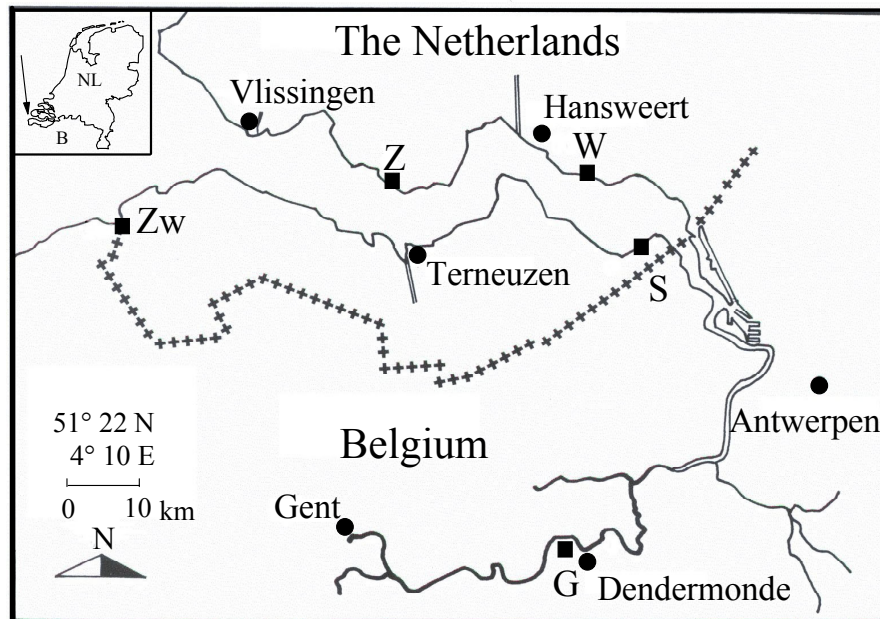 The Netherlands
NL
B
Vlissingen
Hansweert
Z
W
Zw
Terneuzen
S
Antwerpen
51° 22 N
4° 10 E
0 10 km
N
Belgium
Gent
G
Dendermonde